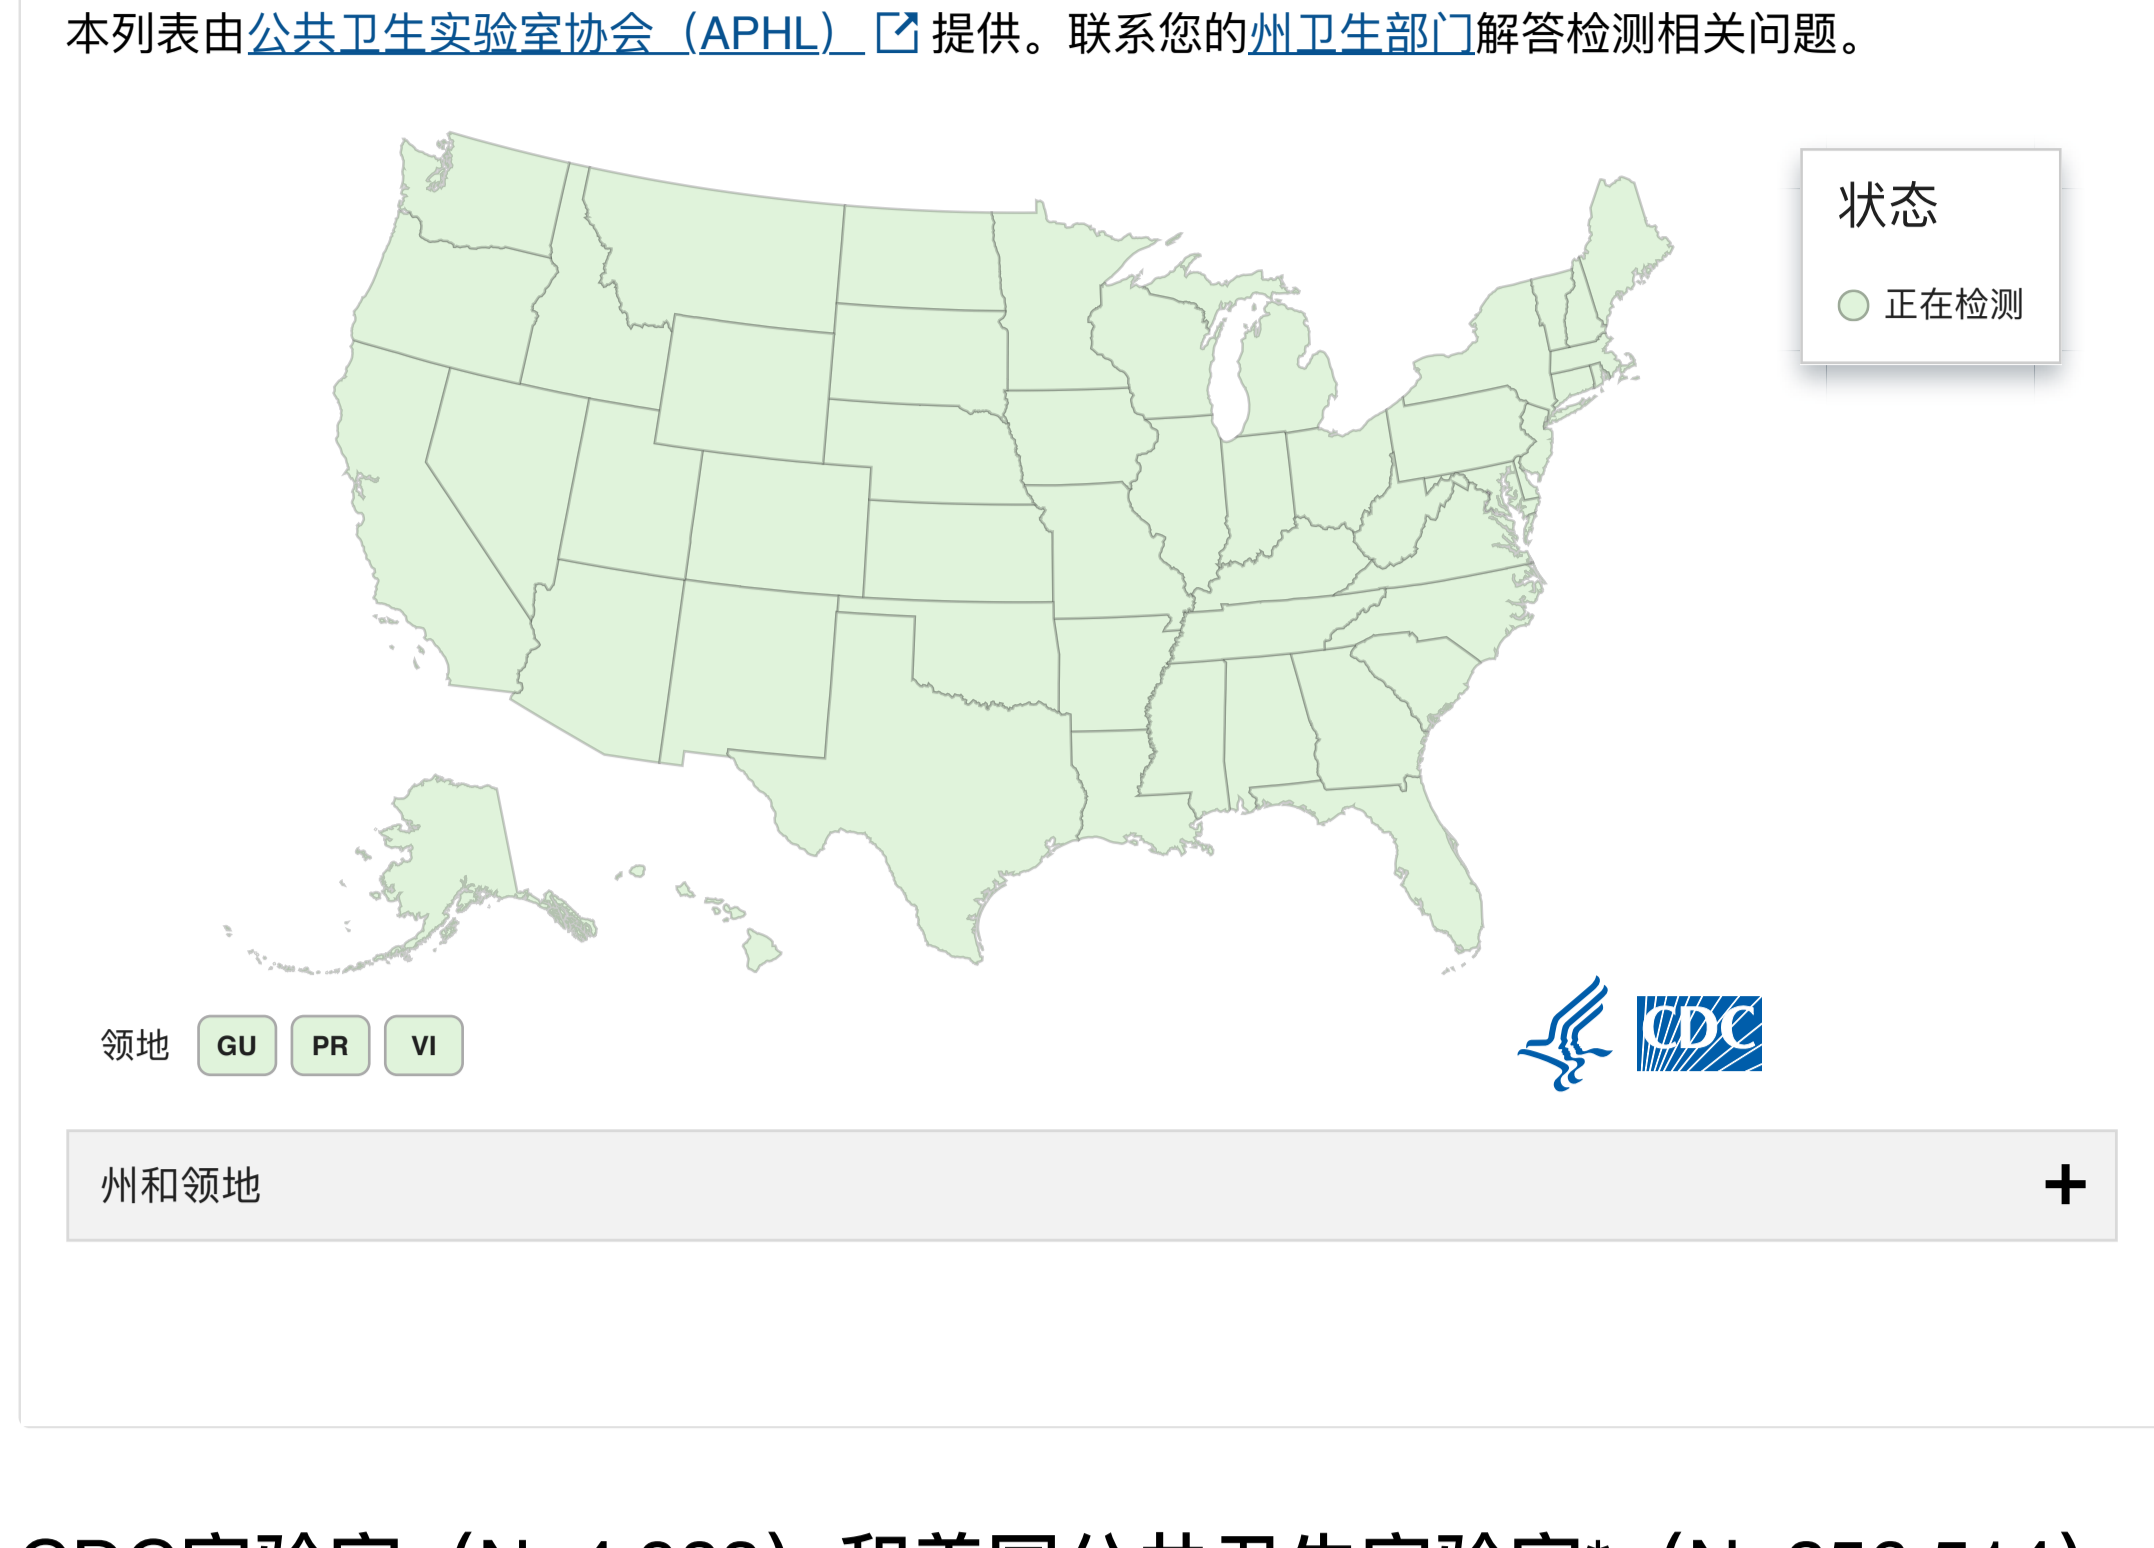 本列表由公共卫生实验室协会（APHL） 提供。联系您的州卫生部门解答检测相关问题。
状态
正在检测
领地 GU PR VI
CDC
州和领地